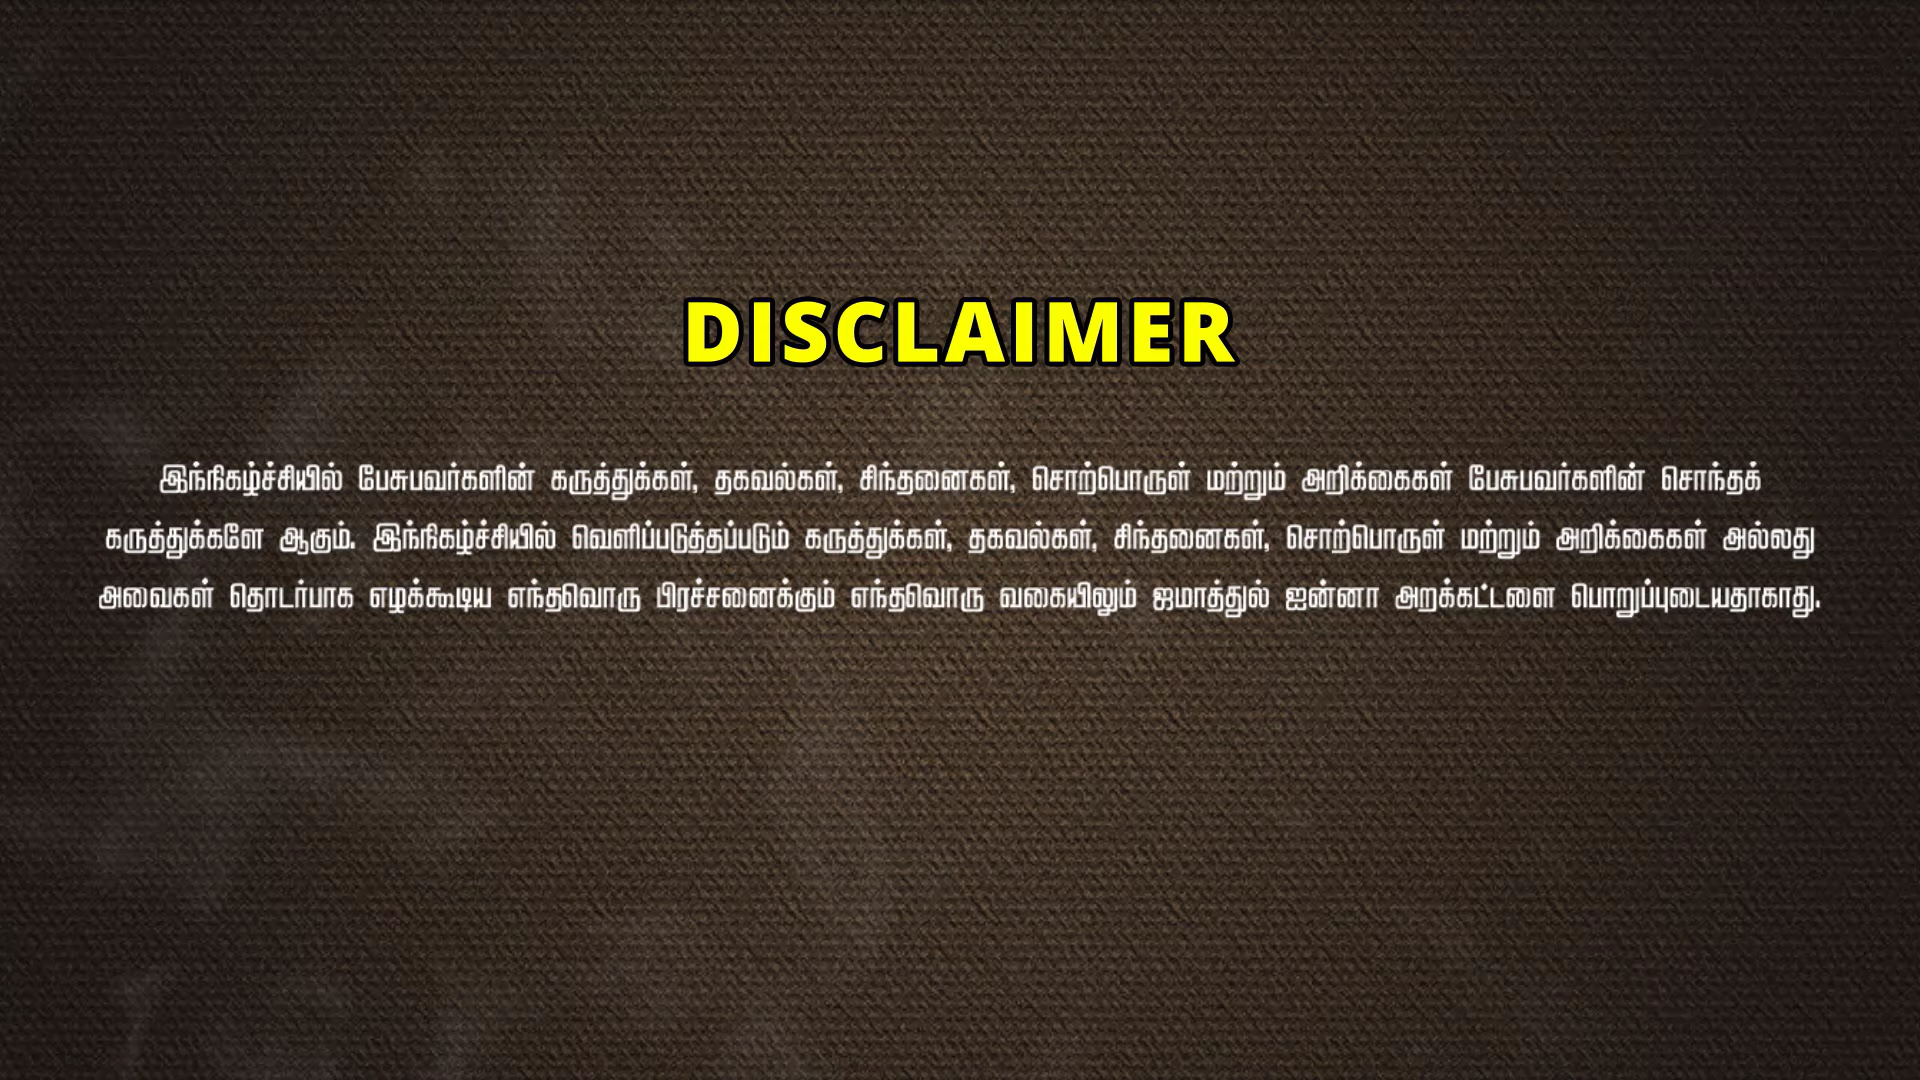 DISCLAIMER
இந்நிகழ்ச்சியில் பேசுபவர்களின் கருத்துக்கள், தகவல்கள், சிந்தனைகள், சொற்பொருள் மற்றும் அறிக்கைகள் பேசுபவர்களின் சொந்தக்
கருத்துக்களே ஆகும். இந்நிகழ்ச்சியில் வெளிப்படுத்தப்படும் கருத்துக்கள், தகவல்கள், சிந்தனைகள், சொற்பொருள் மற்றும் அறிக்கைகள் அல்லது
அவைகள் தொடர்பாக எழக்கூடிய எந்தவொரு பிரச்சனைக்கும் எந்தவொரு வகையிலும் ஜமாத்துல் ஐன்னா அறக்கட்டளை பொறுப்புடையதாகாது.